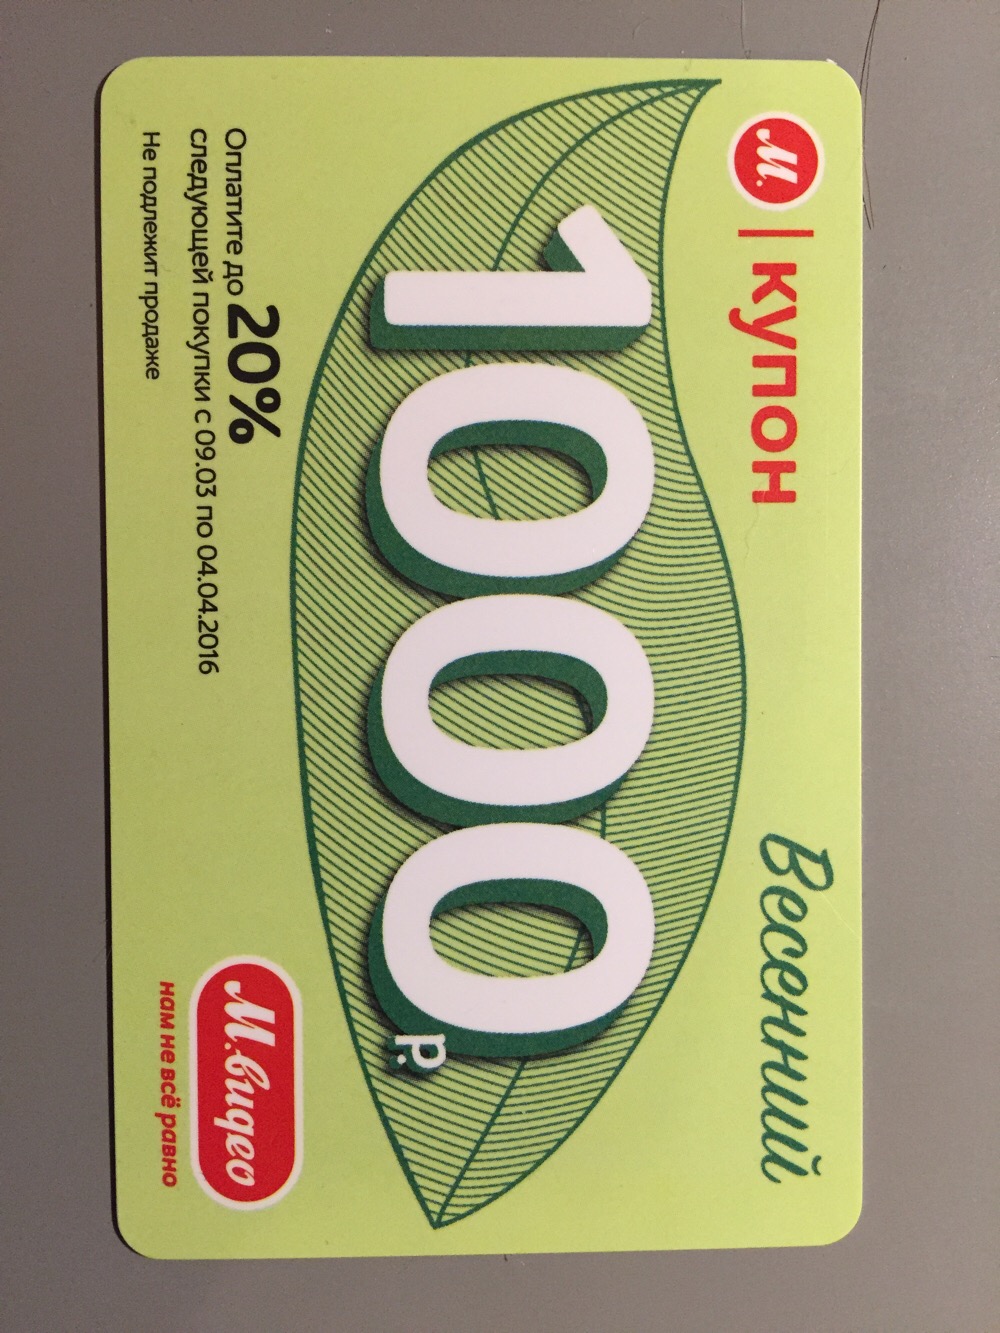 М. | купон
Весенний
1000р.
Оплатите до 20%
следующей покупки с 09.03 по 04.04.2016
Не подлежит продаже
М.видео
нам не всё равно